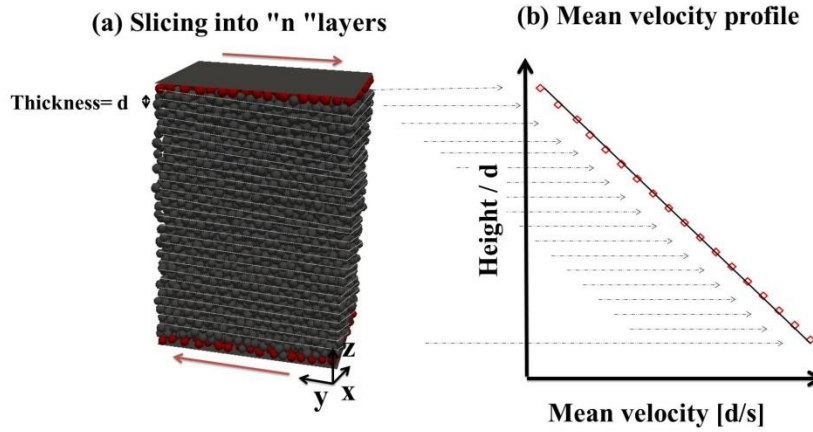 (a) Slicing into "n "layers
(b) Mean velocity profile
Thickness= d
Height / d
z
y
x
Mean velocity [d/s]